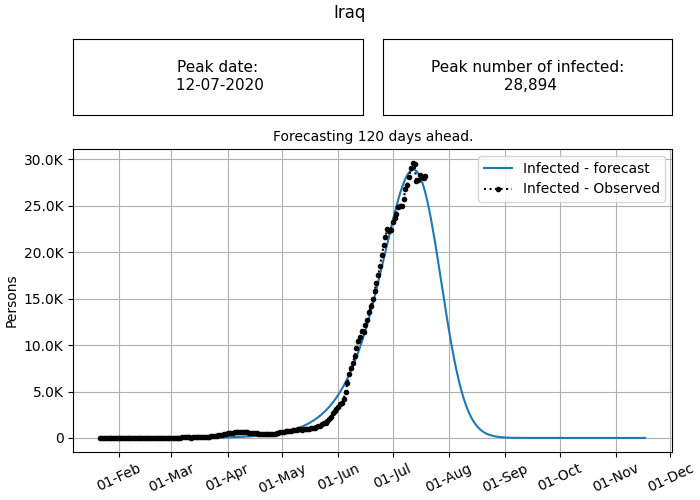 Iraq
Peak date:
12-07-2020
Peak number of infected:
28,894
Forecasting 120 days ahead.
30.0K
25.0K
20.0K
15.0K
10.0K
5.0K
0
Persons
Infected - forecast
Infected - Observed
01-Feb
01-Mar
01-Apr
01-May
01-Jun
01-Jul
01-Aug
01-Sep
01-Oct
01-Nov
01-Dec